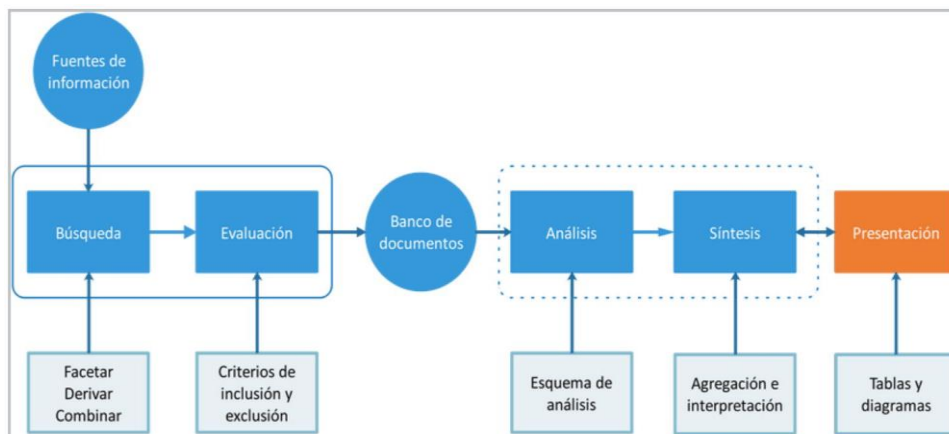 Fuentes de
información
Búsqueda
Evaluación
Banco de
documentos
Análisis
Síntesis
Presentación
Facetar
Derivar
Combinar
Criterios de
inclusión y
exclusión
Esquema de
análisis
Agregación e
interpretación
Tablas y
diagramas